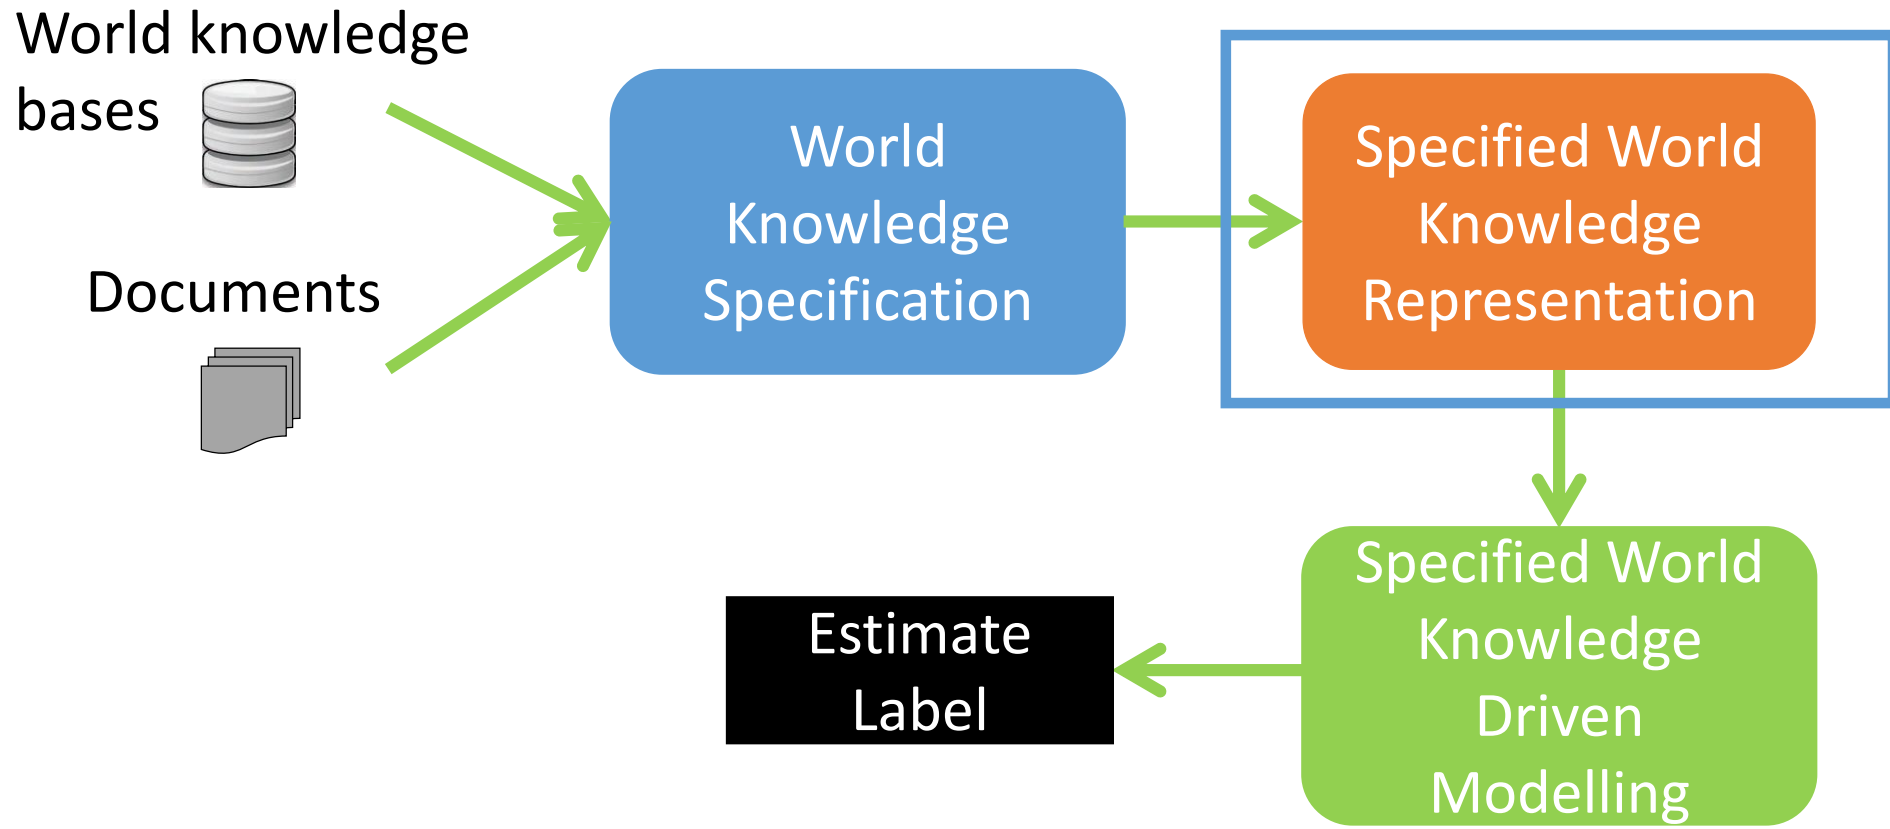 World knowledge
bases
Documents
World
Knowledge
Specification
Specified World
Knowledge
Representation
Specified World
Knowledge
Driven
Modelling
Estimate
Label